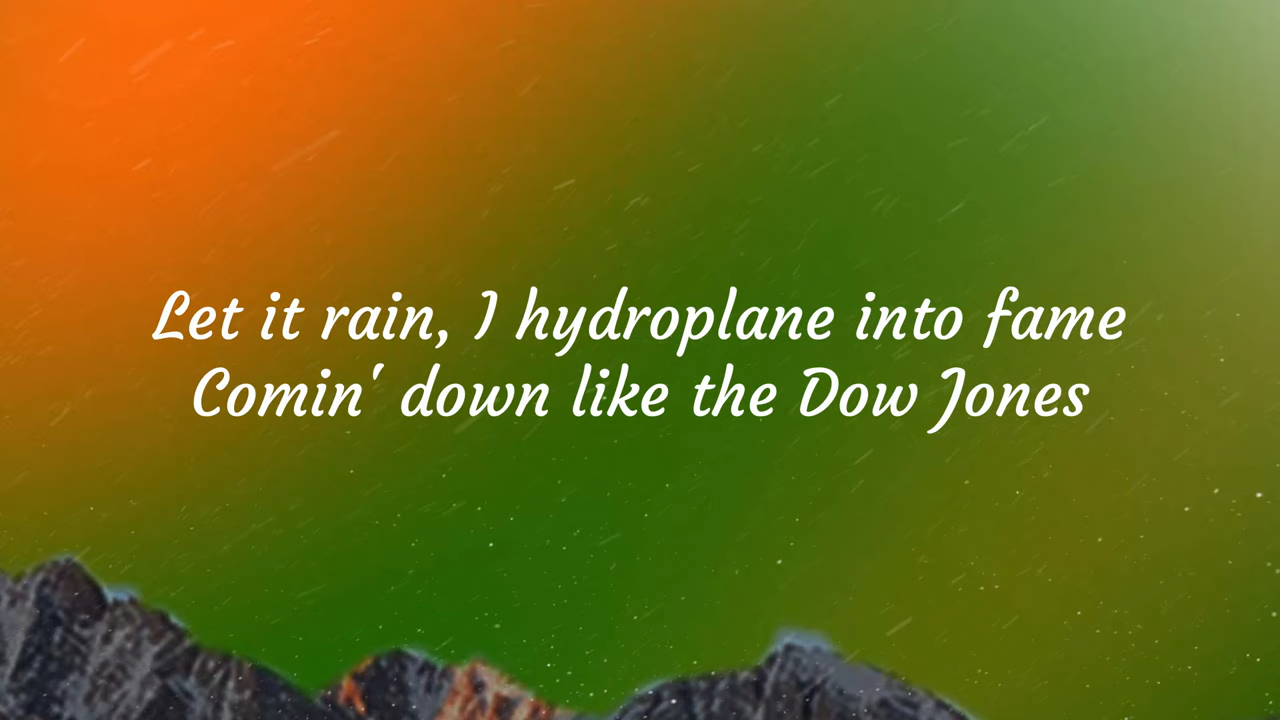 Let it rain, I hydroplane into fame
Comin' down like the Dow Jones